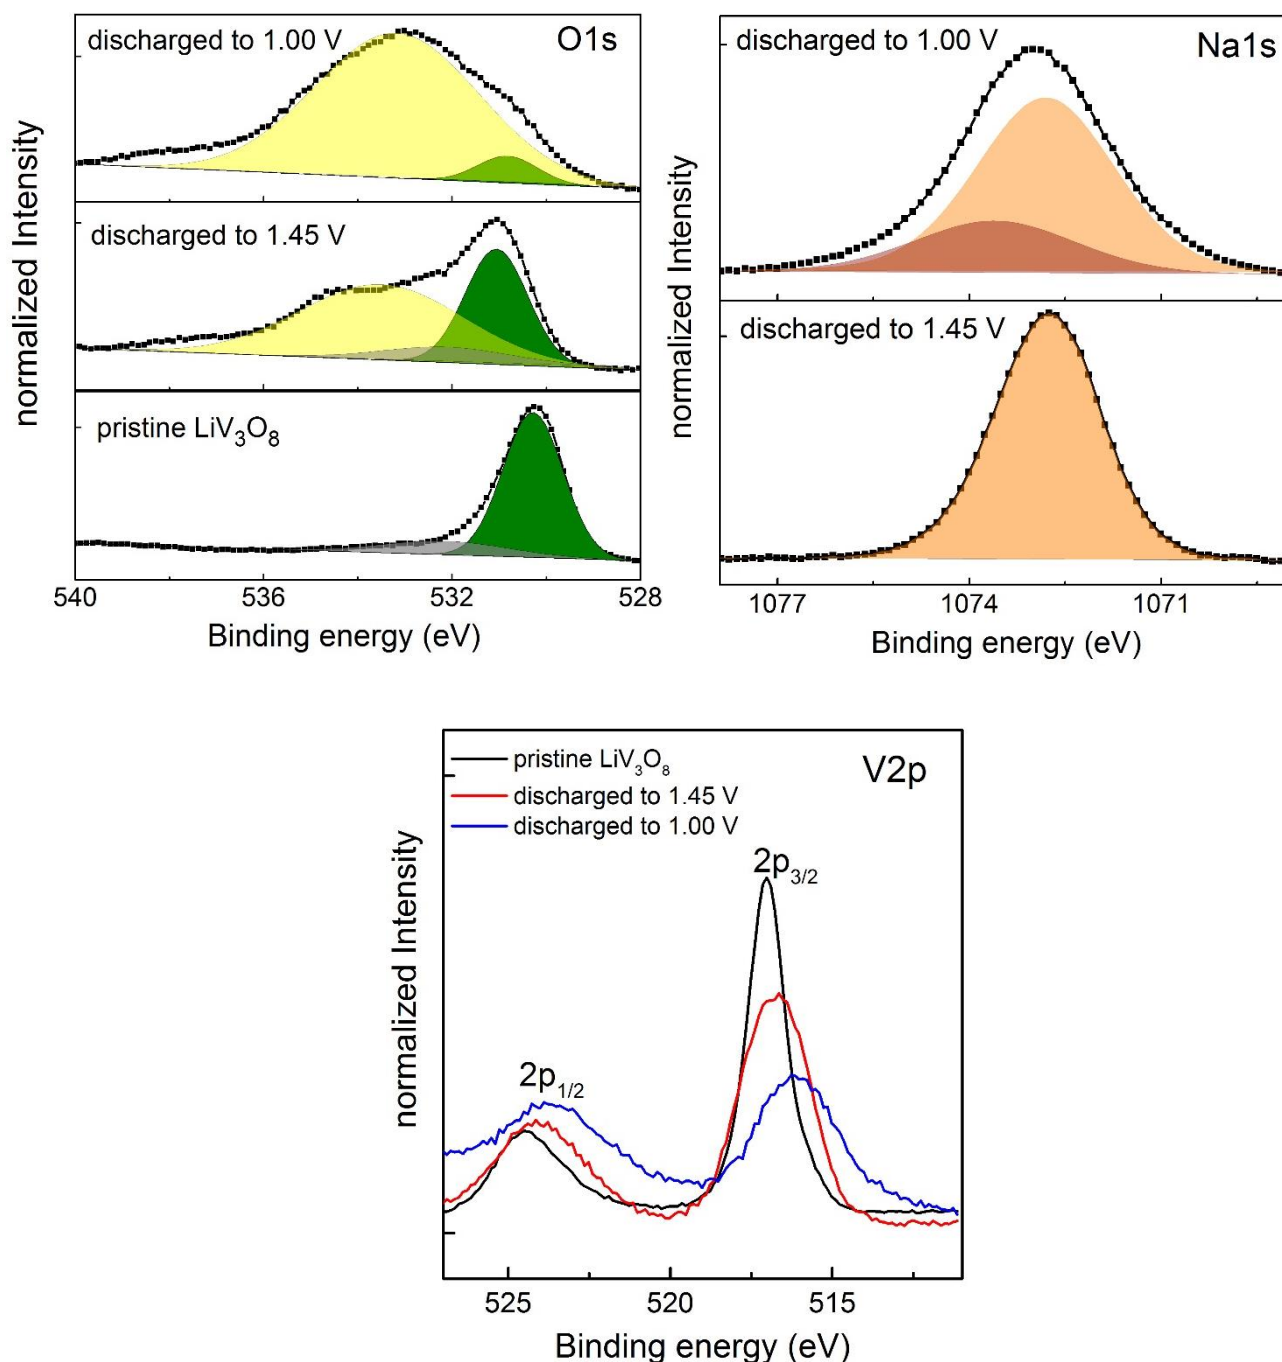 discharged to 1.00 V
O1s
discharged to 1.45 V
pristine LiV₃O₈
normalized Intensity
540
536
532
528
Binding energy (eV)
discharged to 1.00 V
Na1s
discharged to 1.45 V
normalized Intensity
1077
1074
1071
Binding energy (eV)
pristine LiV₃O₈
discharged to 1.45 V
discharged to 1.00 V
V2p
2p₃/₂
2p₁/₂
normalized Intensity
525
520
515
Binding energy (eV)